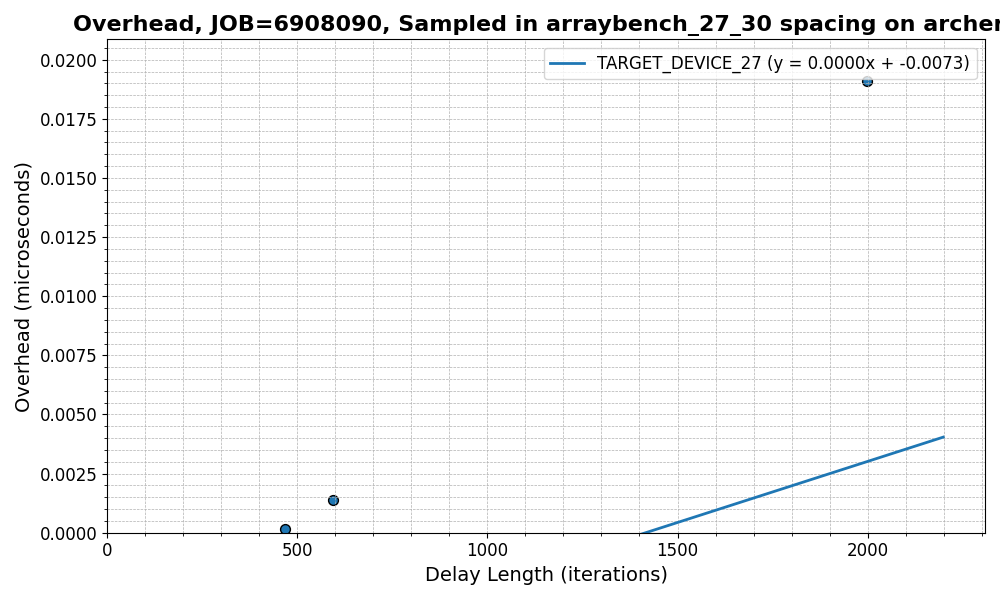 Overhead, JOB=6908090, Sampled in arraybench_27_30 spacing on archer
TARGET_DEVICE_27 (y = 0.0000x + -0.0073)
0.0200
0.0175
0.0150
0.0125
0.0100
0.0075
0.0050
0.0025
0.0000
Overhead (microseconds)
0 500 1000 1500 2000
Delay Length (iterations)